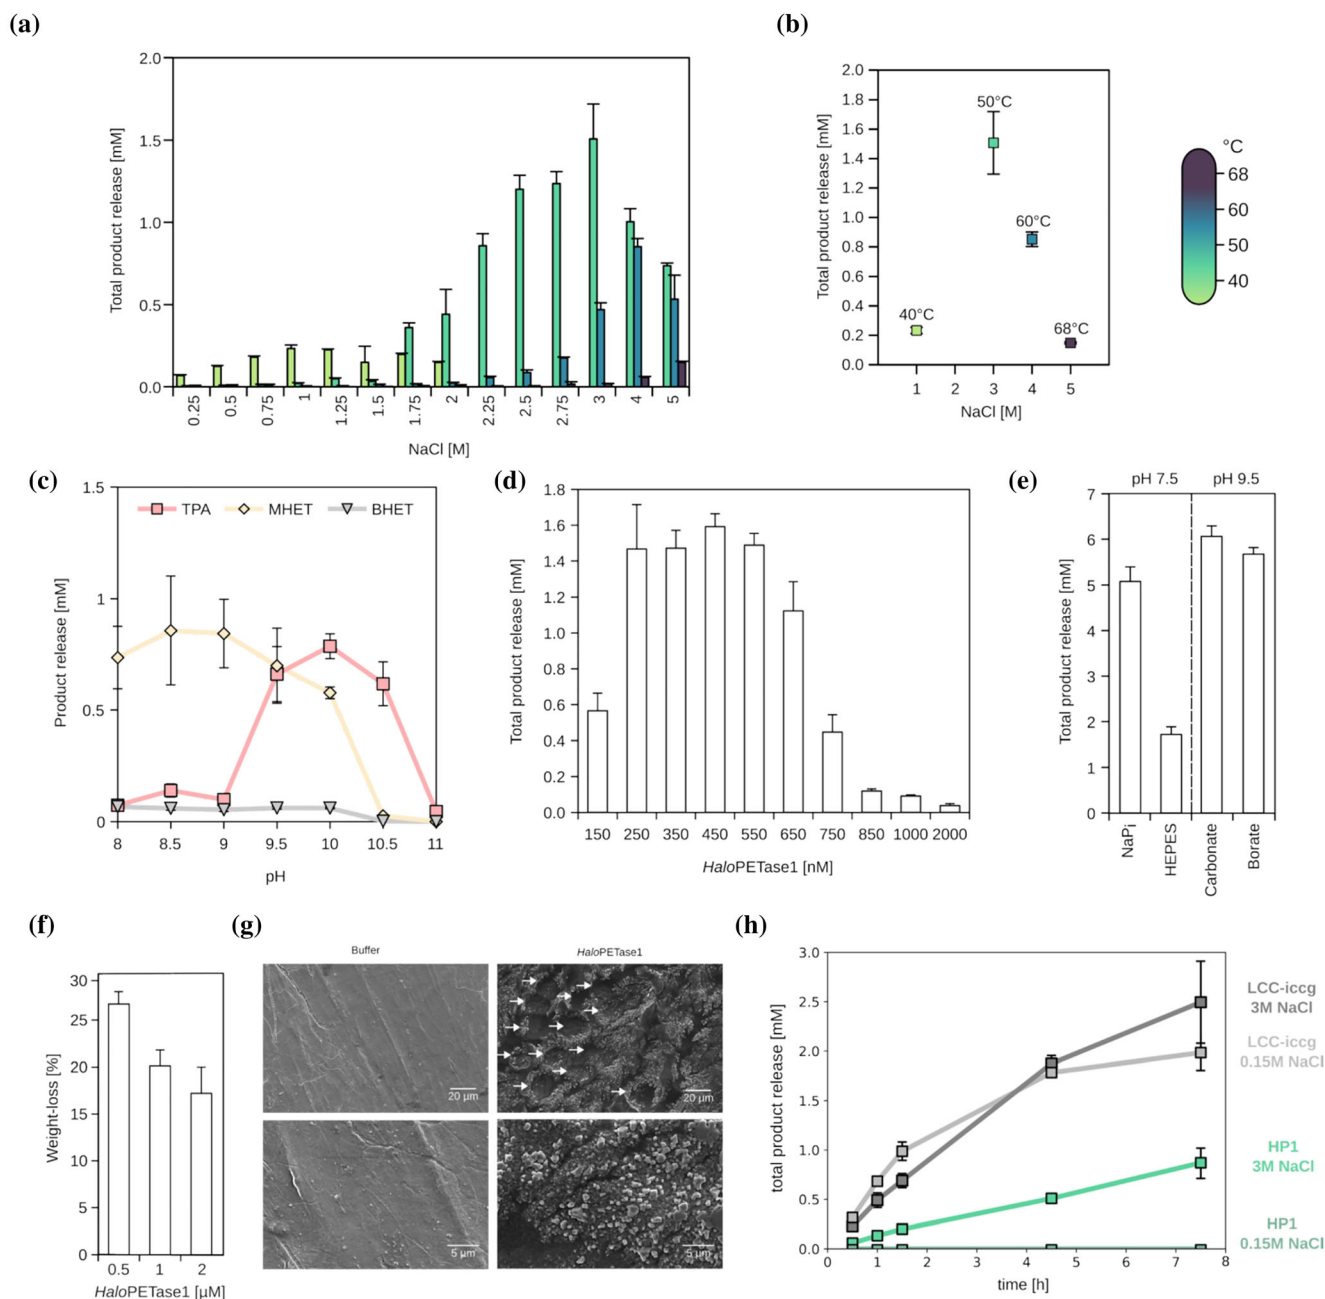 (a)
2.0
1.5
1.0
0.5
0.0
Total product release [mM]
0.25
0.5
0.75
1
1.25
1.5
1.75
2
2.25
2.5
2.75
3
4
5
NaCl [M]
(b)
2.0
1.8
1.6
1.4
1.2
1.0
0.8
0.6
0.4
0.2
0.0
Total product release [mM]
50°C
60°C
40°C
68°C
1 2 3 4 5
NaCl [M]
°C
68
60
50
40
(c)
1.5
1
0.5
0
Product release [mM]
TPA MHET BHET
8 8.5 9 9.5 10 10.5 11
pH
(d)
1.8
1.6
1.4
1.2
1.0
0.8
0.6
0.4
0.2
0.0
Total product release [mM]
150 250 350 450 550 650 750 850 1000 2000
HaloPETase1 [nM]
(e)
pH 7.5 pH 9.5
7
6
5
4
3
2
1
0
Total product release [mM]
NaPi
HEPES
Carbonate
Borate
(f)
30
25
20
15
10
5
0
Weight-loss [%]
0.5 1 2
HaloPETase1 [µM]
(g)
Buffer HaloPETase1
20 µm 20 µm
5 µm 5 µm
(h)
3.0
2.5
2.0
1.5
1.0
0.5
0.0
total product release [mM]
0 1 2 3 4 5 6 7 8
time [h]
LCC-iccg
3M NaCl
LCC-iccg
0.15M NaCl
HP1
3M NaCl
HP1
0.15M NaCl